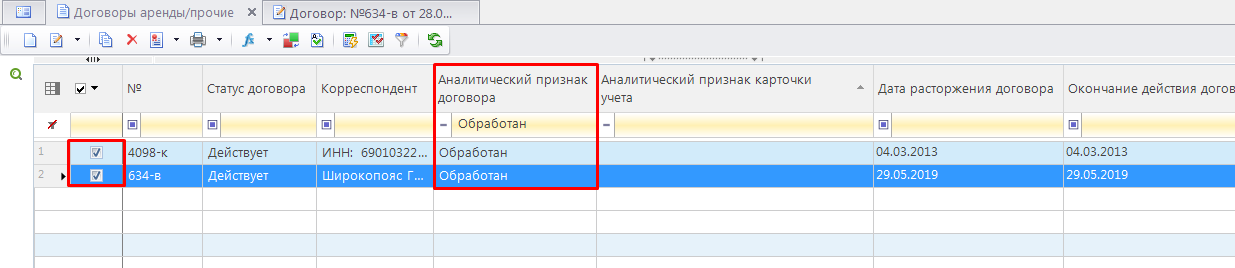 Договоры аренды/прочие
Договор: №634-в от 28.0...
№
Статус договора
Корреспондент
Аналитический признак
договора
Аналитический признак карточки
учета
Дата расторжения договора
Окончание действия догов
Обработан
1
4098-к
Действует
ИНН: 69010322...
Обработан
04.03.2013
04.03.2013
2
634-в
Действует
Широкопояс Г...
Обработан
29.05.2019
29.05.2019